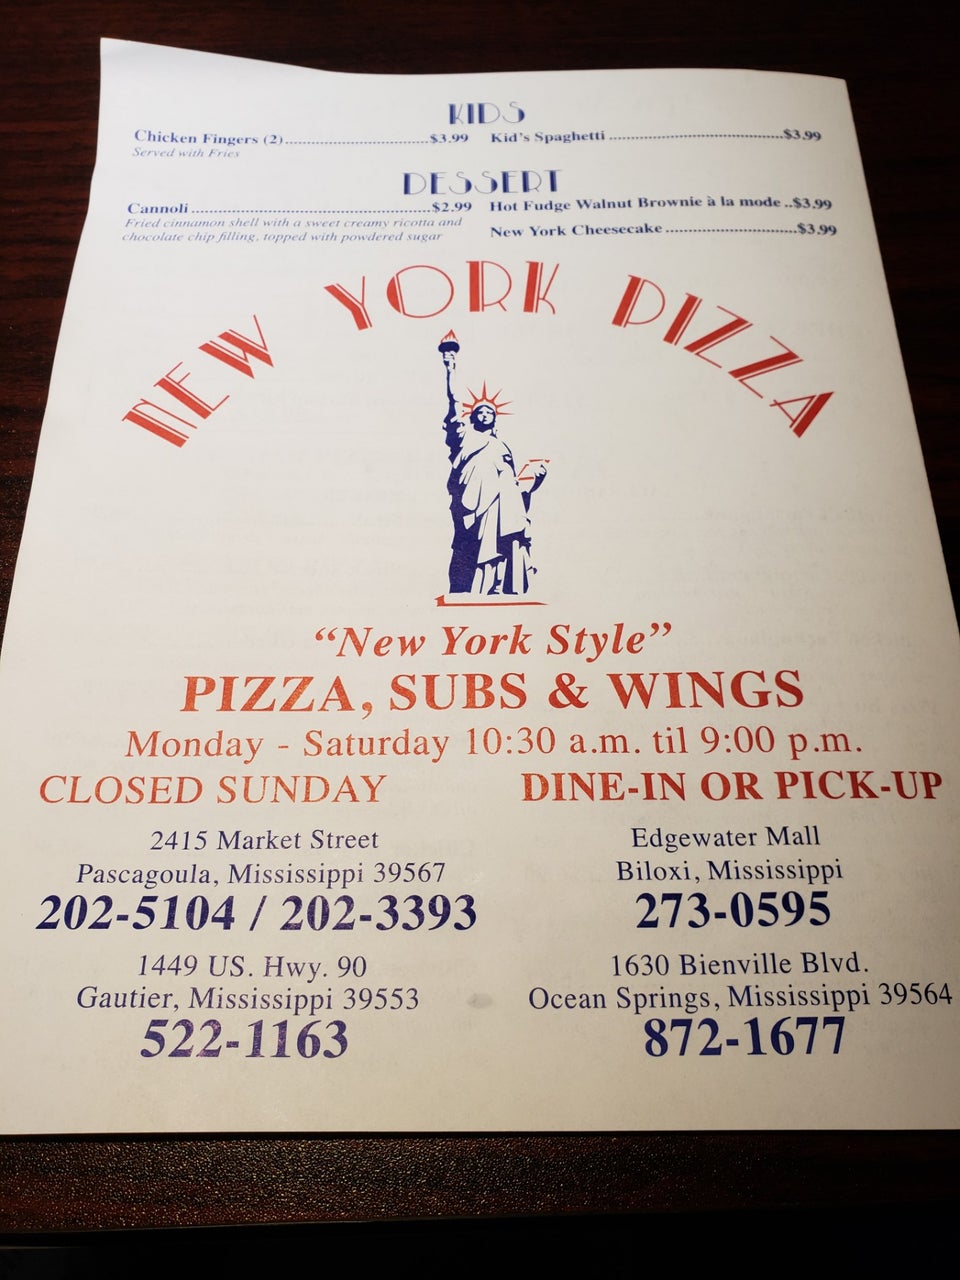 KIDS
Chicken Fingers (2)..............................$3.99 Kid's Spaghetti ....................................$3.99
Served with Fries
DESSERT
Cannoli ...............................................$2.99 Hot Fudge Walnut Brownie à la mode ..$3.99
Fried cinnamon shell with a sweet creamy ricotta and
chocolate chip filling, topped with powdered sugar
New York Cheesecake ...........................$3.99
NEW YORK PIZZA
“New York Style”
PIZZA, SUBS & WINGS
Monday - Saturday 10:30 a.m. til 9:00 p.m.
CLOSED SUNDAY DINE-IN OR PICK-UP
2415 Market Street
Pascagoula, Mississippi 39567
202-5104 / 202-3393
Edgewater Mall
Biloxi, Mississippi
273-0595
1449 US. Hwy. 90
Gautier, Mississippi 39553
522-1163
1630 Bienville Blvd.
Ocean Springs, Mississippi 39564
872-1677